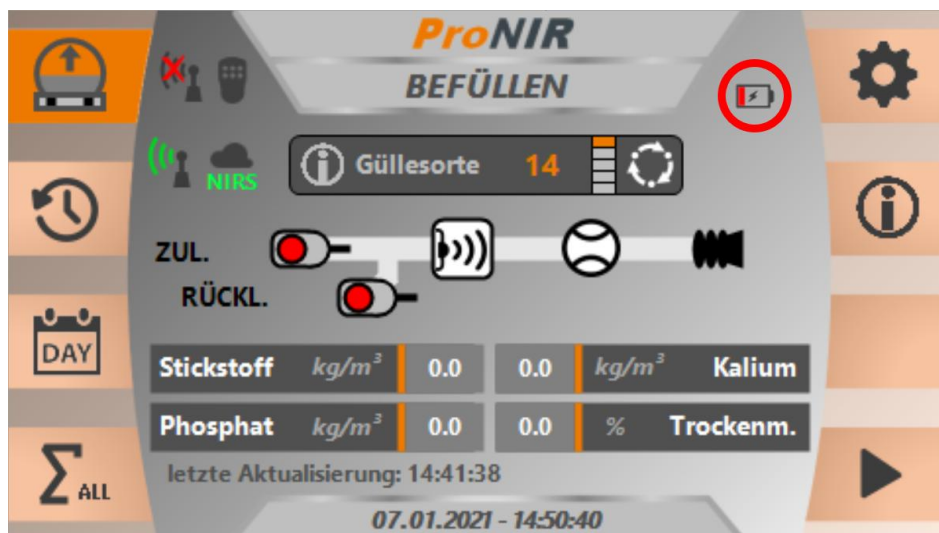 ProNIR
BEFÜLLEN
NIRS
Güllesorte 14
ZUL.
RÜCKL.
DAY
Stickstoff kg/m³ 0.0 0.0 kg/m³ Kalium
Phosphat kg/m³ 0.0 0.0 % Trockenm.
letzte Aktualisierung: 14:41:38
ALL
07.01.2021 - 14:50:40